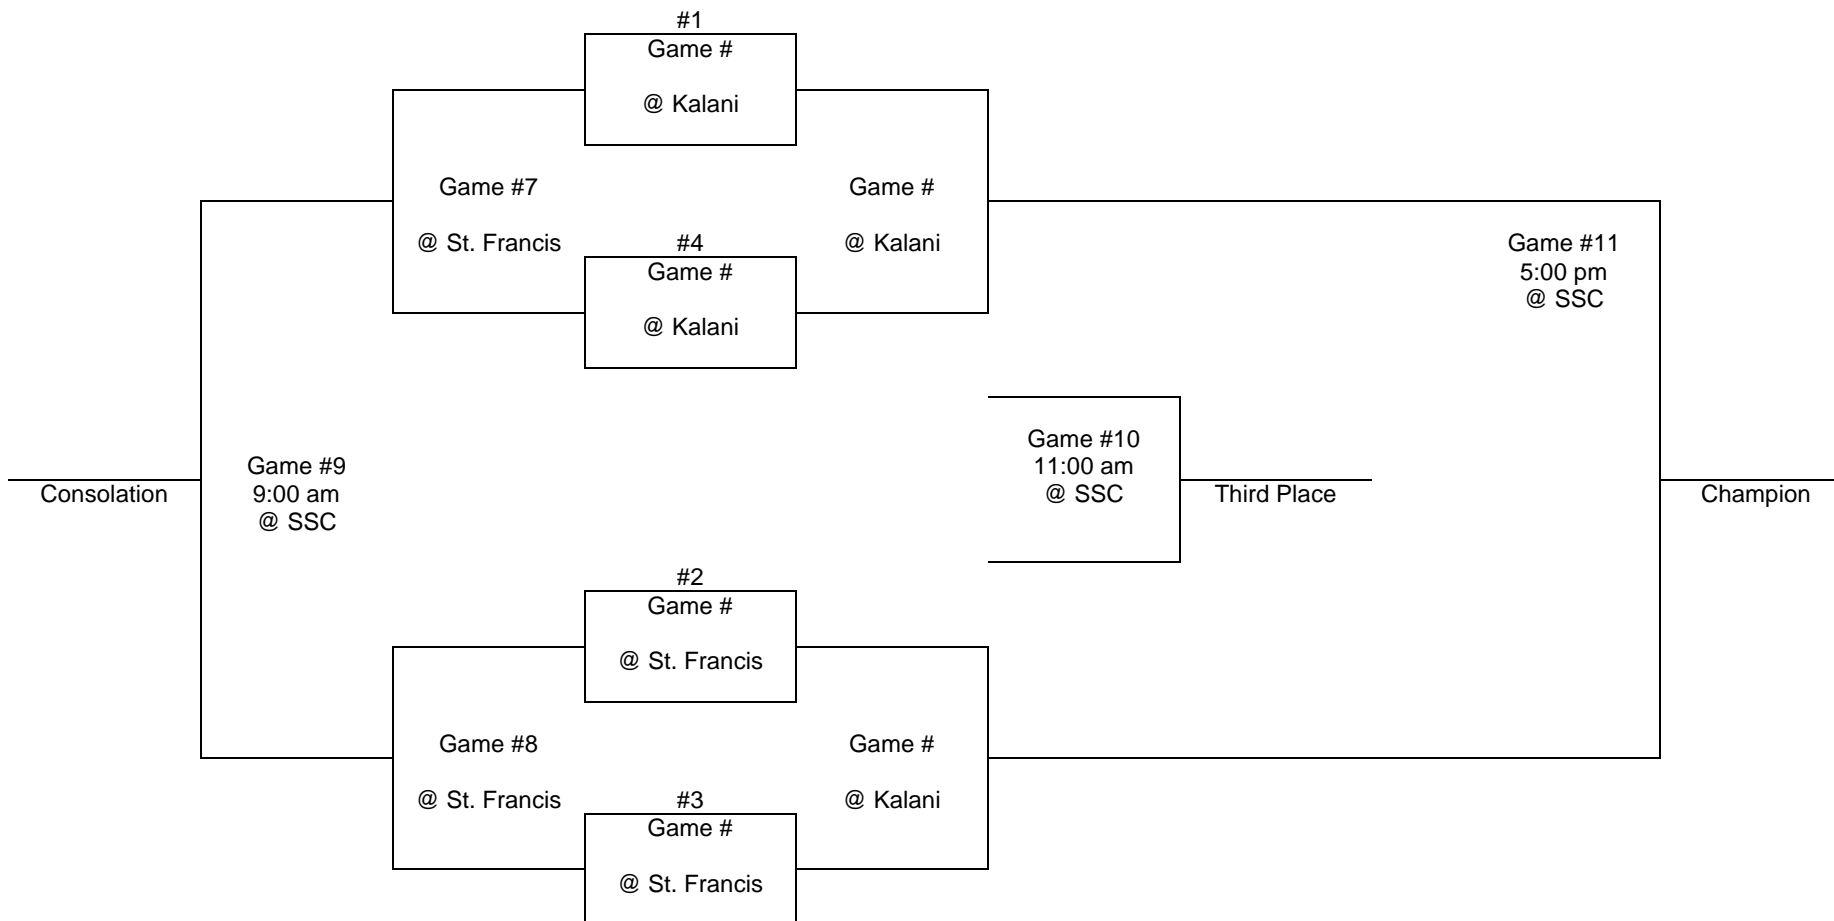 #1
Game #
@ Kalani
Game #7
Game #
@ St. Francis
#4
@ Kalani
Game #11
Game #
5:00 pm
@ SSC
@ Kalani
Game #10
Game #9
11:00 am
Consolation
9:00 am
@ SSC
Third Place
Champion
@ SSC
#2
Game #
@ St. Francis
Game #8
Game #
@ St. Francis
#3
@ Kalani
Game #
@ St. Francis